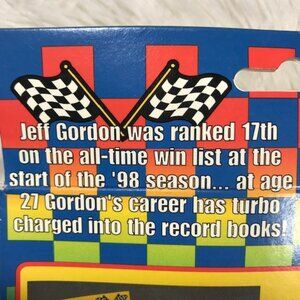 Jeff Gordon was ranked 17th
on the all-time win list at the
start of the '98 season... at age
27 Gordon's career has turbo
charged into the record books!